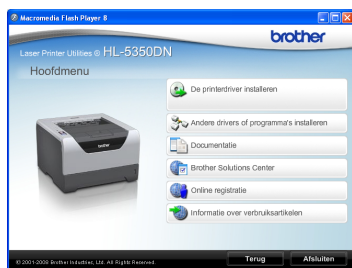 Macromedia Flash Player 8
brother
Laser Printer Utilities ® HL-5350DN
Hoofdmenu
De printerdriver installeren
Andere drivers of programma's installeren
Documentatie
Brother Solutions Center
Online registratie
Informatie over verbruiksartikelen
© 2001-2009 Brother Industries, Ltd. All Rights Reserved.
Terug
Afsluiten